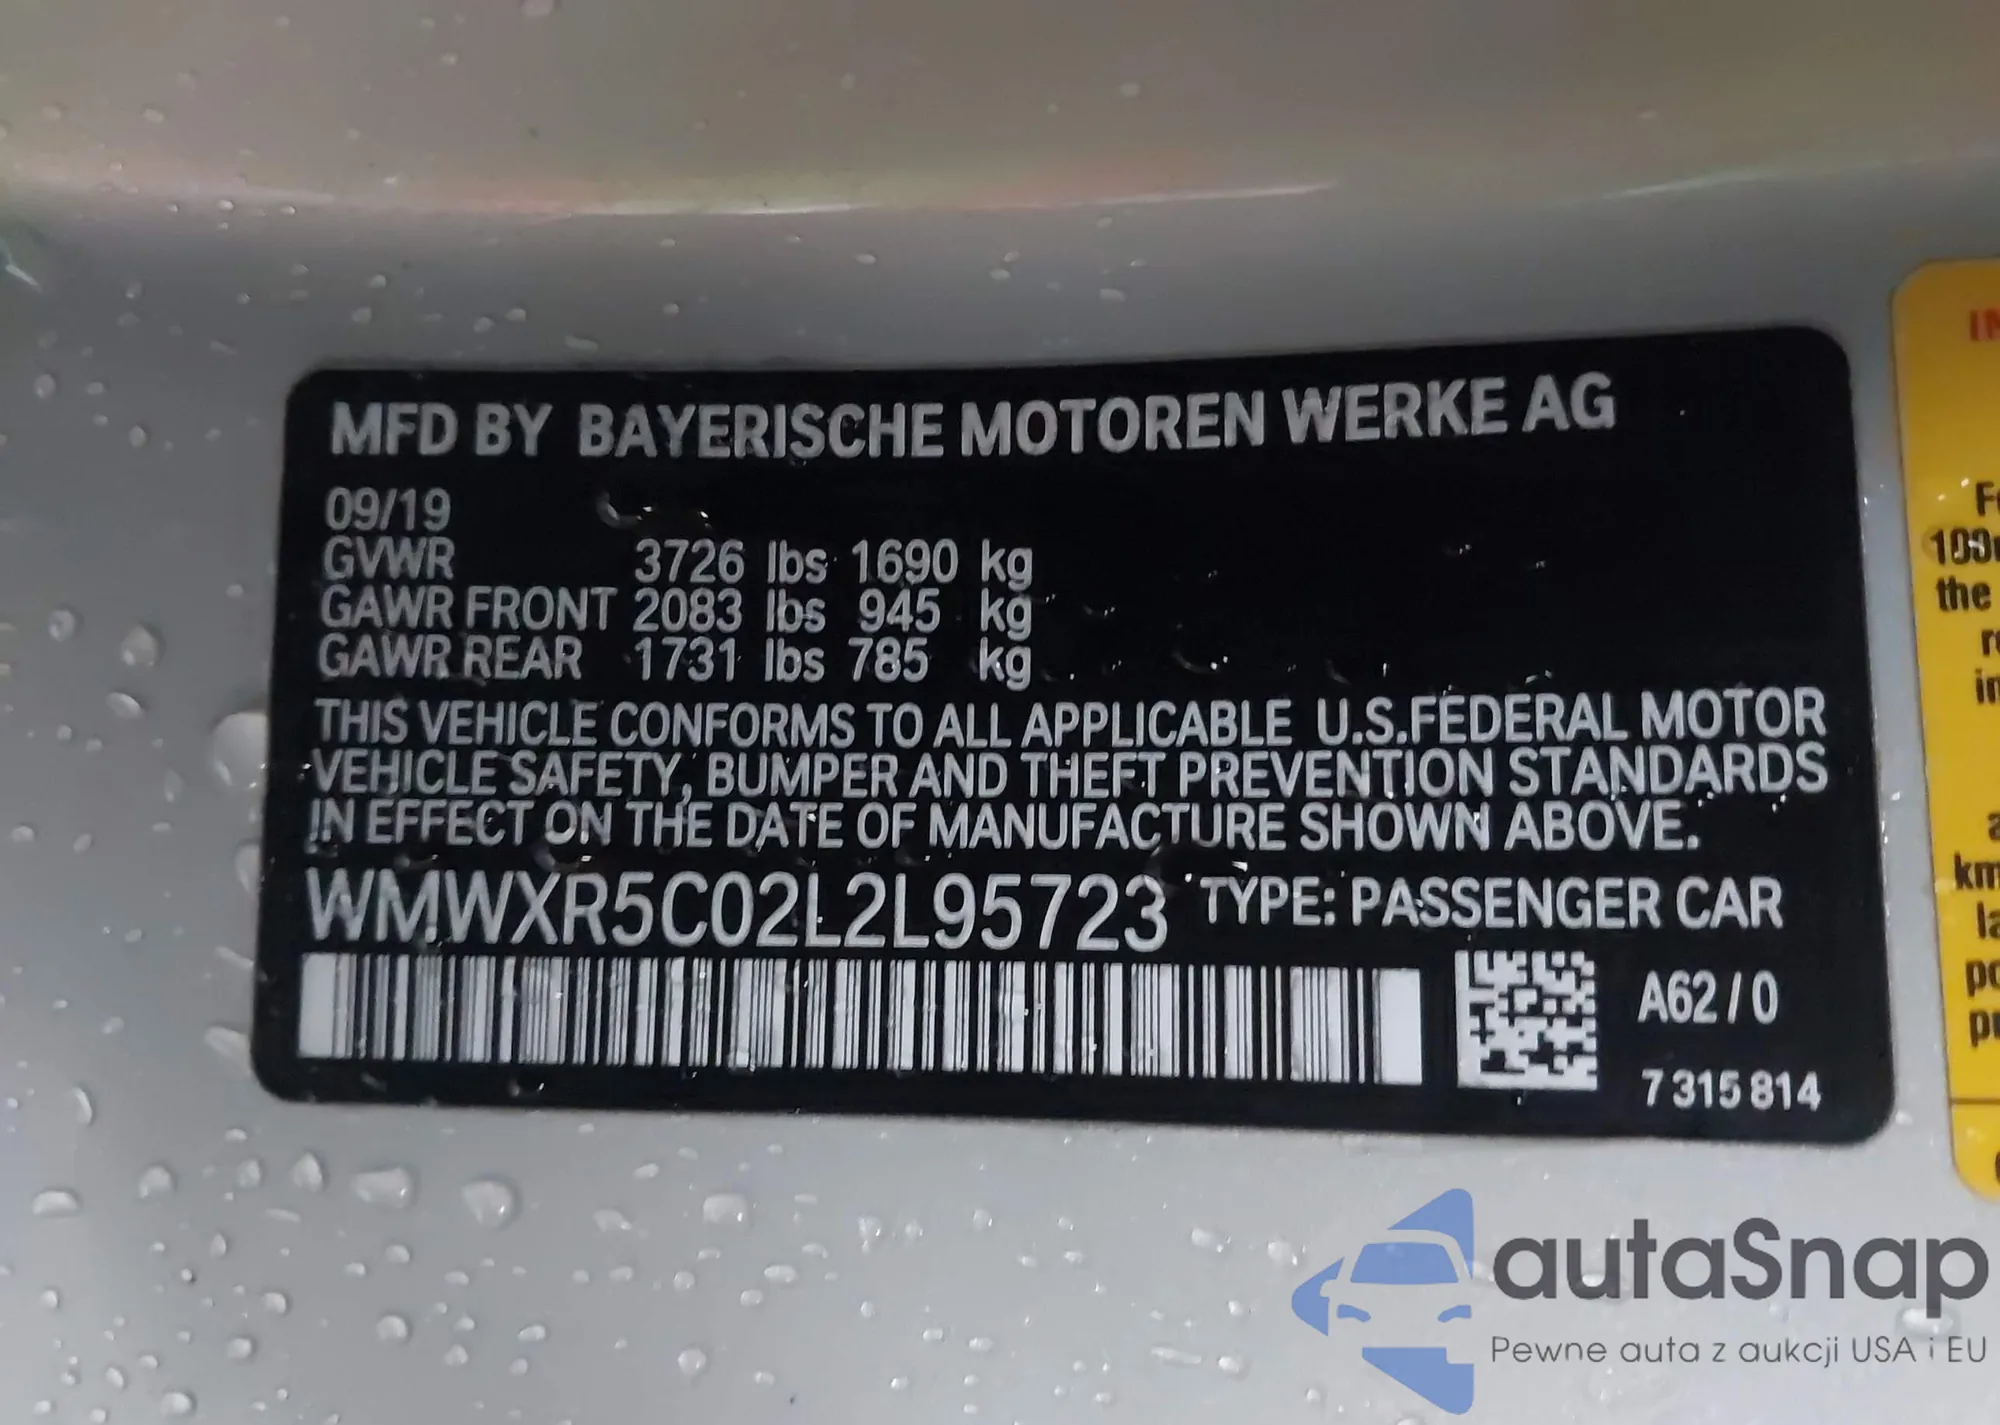 MFD BY BAYERISCHE MOTOREN WERKE AG
09/19
GVWR 3726 lbs 1690 kg
GAWR FRONT 2083 lbs 945 kg
GAWR REAR 1731 lbs 785 kg
THIS VEHICLE CONFORMS TO ALL APPLICABLE U.S.FEDERAL MOTOR
VEHICLE SAFETY, BUMPER AND THEFT PREVENTION STANDARDS
IN EFFECT ON THE DATE OF MANUFACTURE SHOWN ABOVE.
WMWXR5C02L2L95723 TYPE: PASSENGER CAR
A62/0
7 315 814
the
autaSnap
Pewne auta z aukcji USA i EU